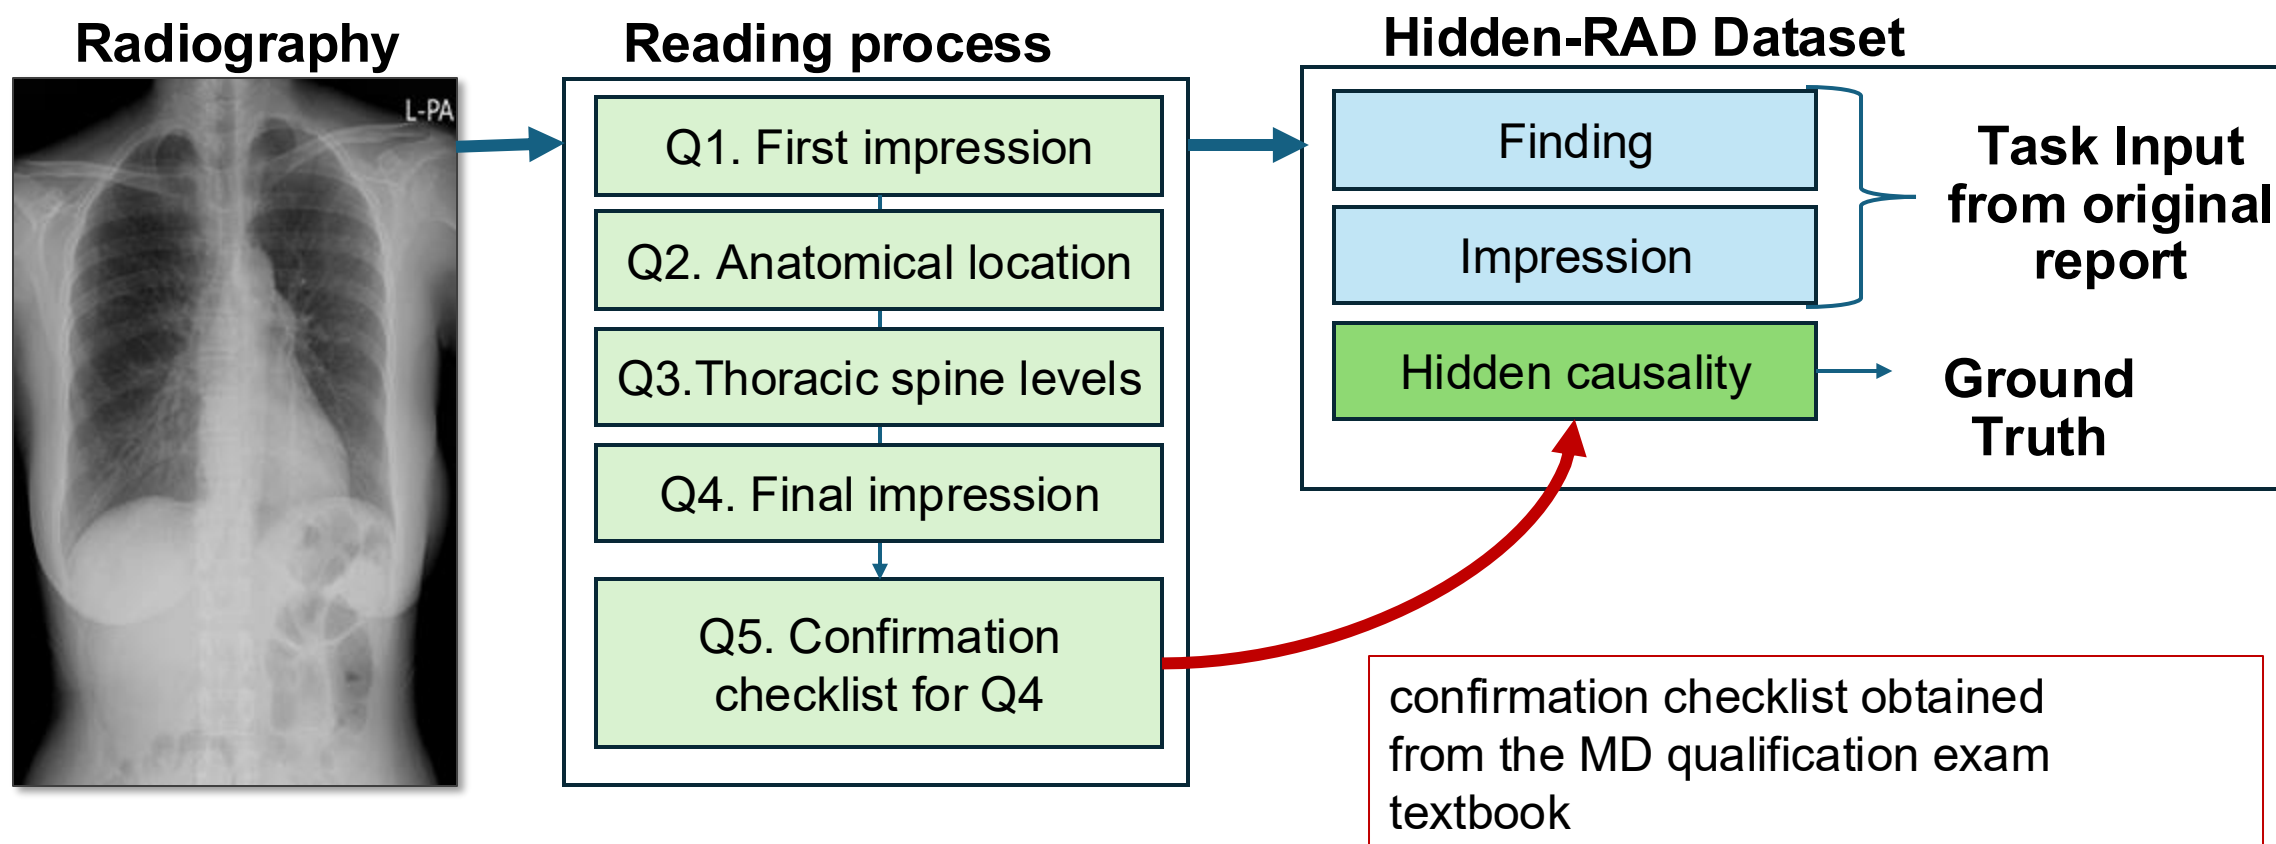 Radiography
L-PA
Reading process
Q1. First impression
Q2. Anatomical location
Q3.Thoracic spine levels
Q4. Final impression
Q5. Confirmation
checklist for Q4
Hidden-RAD Dataset
Finding
Impression
Hidden causality
Task Input
from original
report
Ground
Truth
confirmation checklist obtained
from the MD qualification exam
textbook